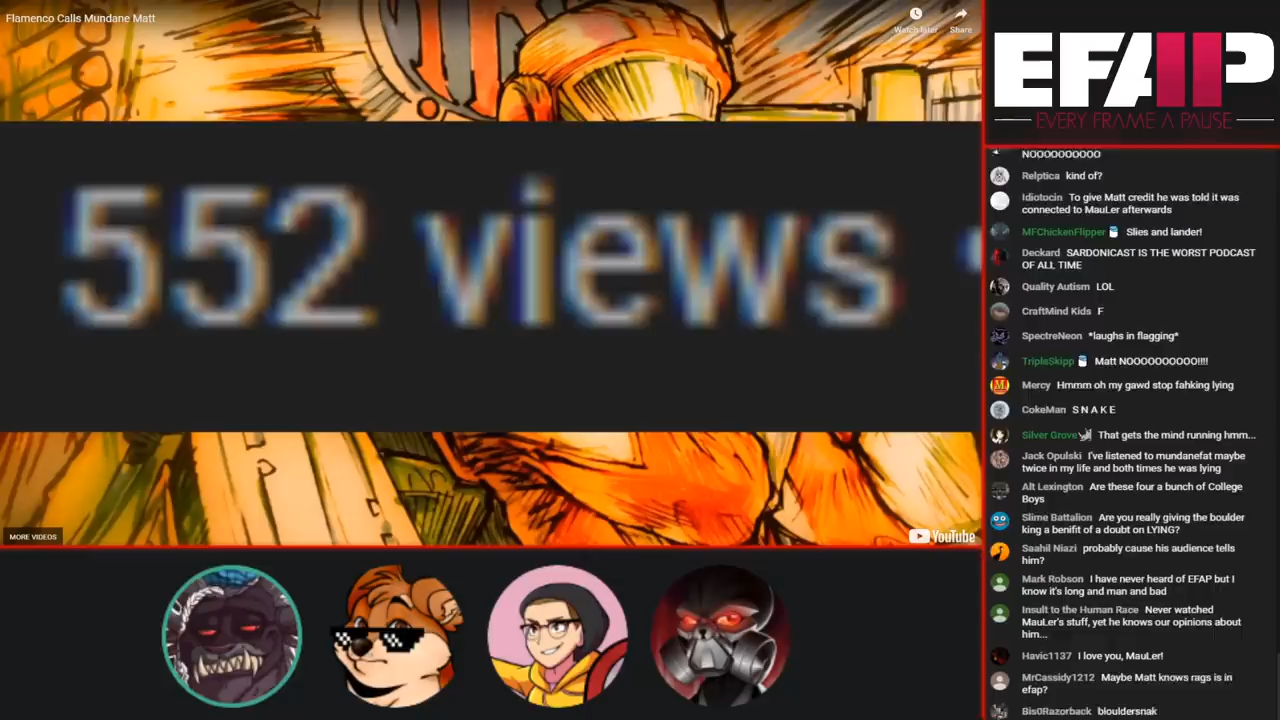 Flamenco Calls Mundane Matt
Watch later
Share
552 views
MORE VIDEOS
YouTube
EFAP
EVERY FRAME A PAUSE
NOOOOOOOOOO
Relptica kind of?
Idiotocin To give Matt credit he was told it was
connected to MauLer afterwards
MFChickenFlipper Slies and lander!
Deckard SARDONICAST IS THE WORST PODCAST
OF ALL TIME
Quality Autism LOL
CraftMind Kids F
SpectreNeon *laughs in flagging*
TripleSkipp Matt NOOOOOOOOOO!!!!
Mercy Hmmm oh my gawd stop fahking lying
CokeMan S N A K E
Silver Grove That gets the mind running hmm...
Jack Opulski I've listened to mundanefat maybe
twice in my life and both times he was lying
Alt Lexington Are these four a bunch of College
Boys
Slime Battalion Are you really giving the boulder
king a benifit of a doubt on LYING?
Saahil Niazi probably cause his audience tells
him?
Mark Robson I have never heard of EFAP but I
know it's long and man and bad
Insult to the Human Race Never watched
MauLer's stuff, yet he knows our opinions about
him...
Havic1137 I love you, MauLer!
MrCassidy1212 Maybe Matt knows rags is in
efap?
Bis0Razorback blouldersnak